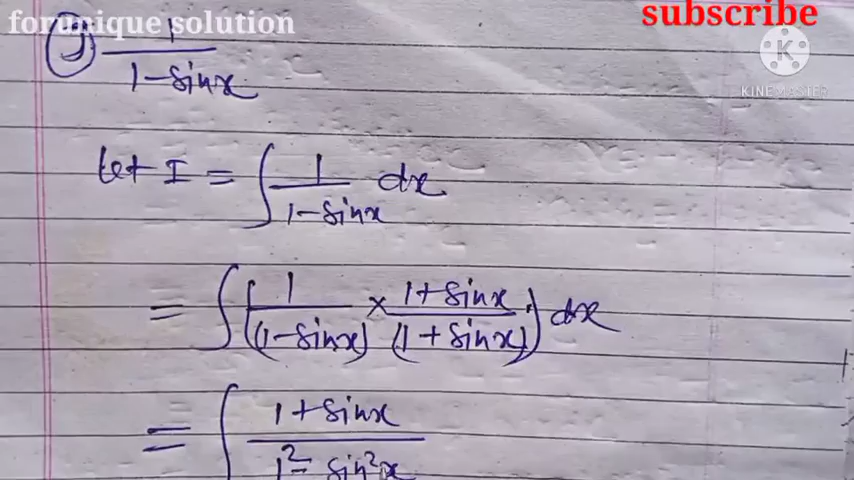 forunique solution
subscribe
KINEMASTER
1/(1-sinx)
Let I = ∫ 1/(1-sinx) dx
= ∫ (1/(1-sinx) × (1+sinx)/(1+sinx)) dx
= ∫ (1+sinx)/(1²-sin²x)